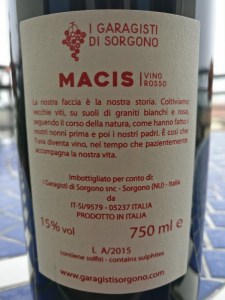 I GARAGISTI
DI SORGONO
MACIS | VINO
ROSSO
La nostra faccia è la nostra storia. Coltiviamo
vecchie viti, su suoli di graniti bianchi e rosa,
seguendo il corso della natura, come hanno fatto i
nostri nonni prima e poi i nostri padri. È così che
l'uva diventa vino, nel tempo che pazientemente
accompagna la nostra vita.
Imbottigliato per conto di:
I Garagisti di Sorgono snc - Sorgono (NU) - Italia
da
IT-SI/9579 - 05237 ITALIA
PRODOTTO IN ITALIA
15% vol
750 ml e
L. A/2015
contiene solfiti - contains sulphites
www.garagistisorgono.com